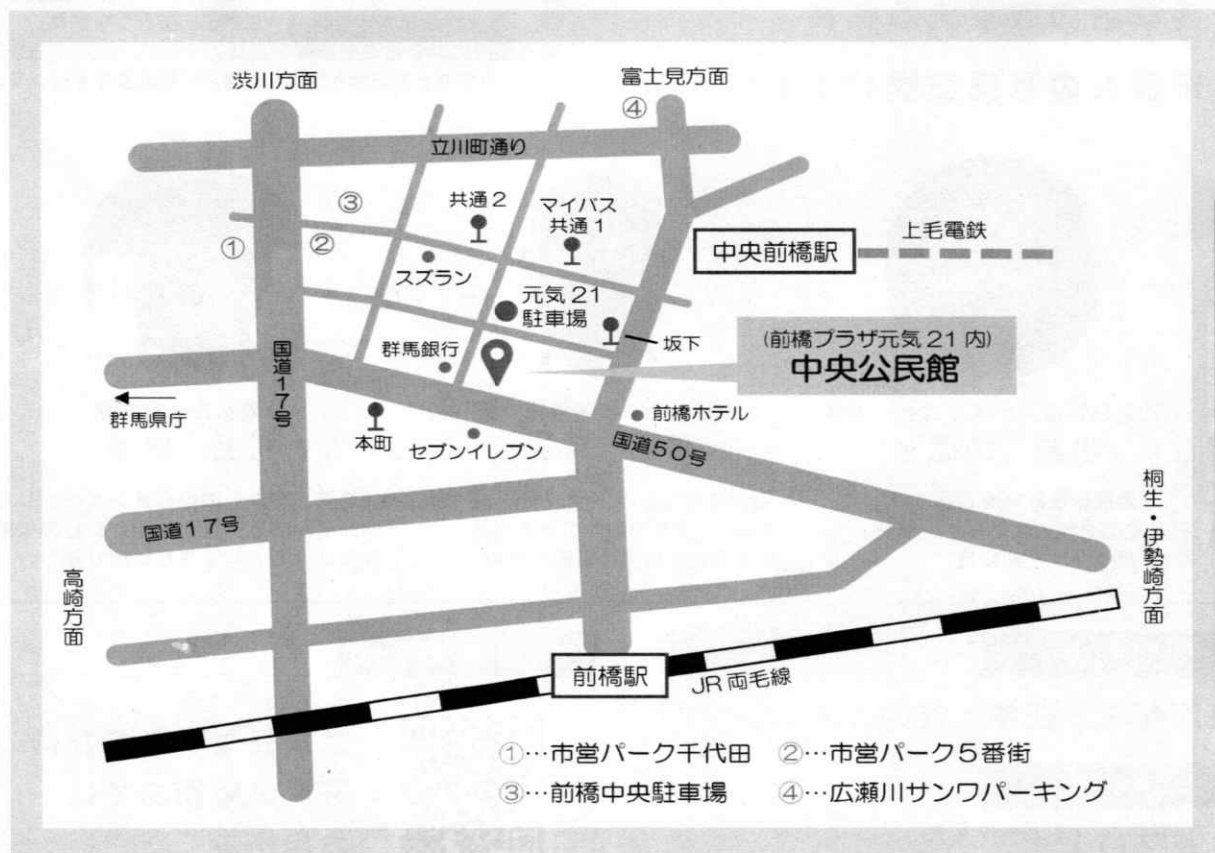 渋川方面
富士見方面
④
立川町通り
③
共通2
マイバス
共通1
①
②
スズラン
中央前橋駅
上毛電鉄
元気21
駐車場
坂下
(前橋プラザ元気21内)
中央公民館
群馬銀行
国道17号
群馬県庁
本町
セブンイレブン
前橋ホテル
国道50号
国道17号
桐生・伊勢崎方面
高崎方面
前橋駅
JR両毛線
①…市営パーク千代田 ②…市営パーク5番街
③…前橋中央駐車場 ④…広瀬川サンワパーキング